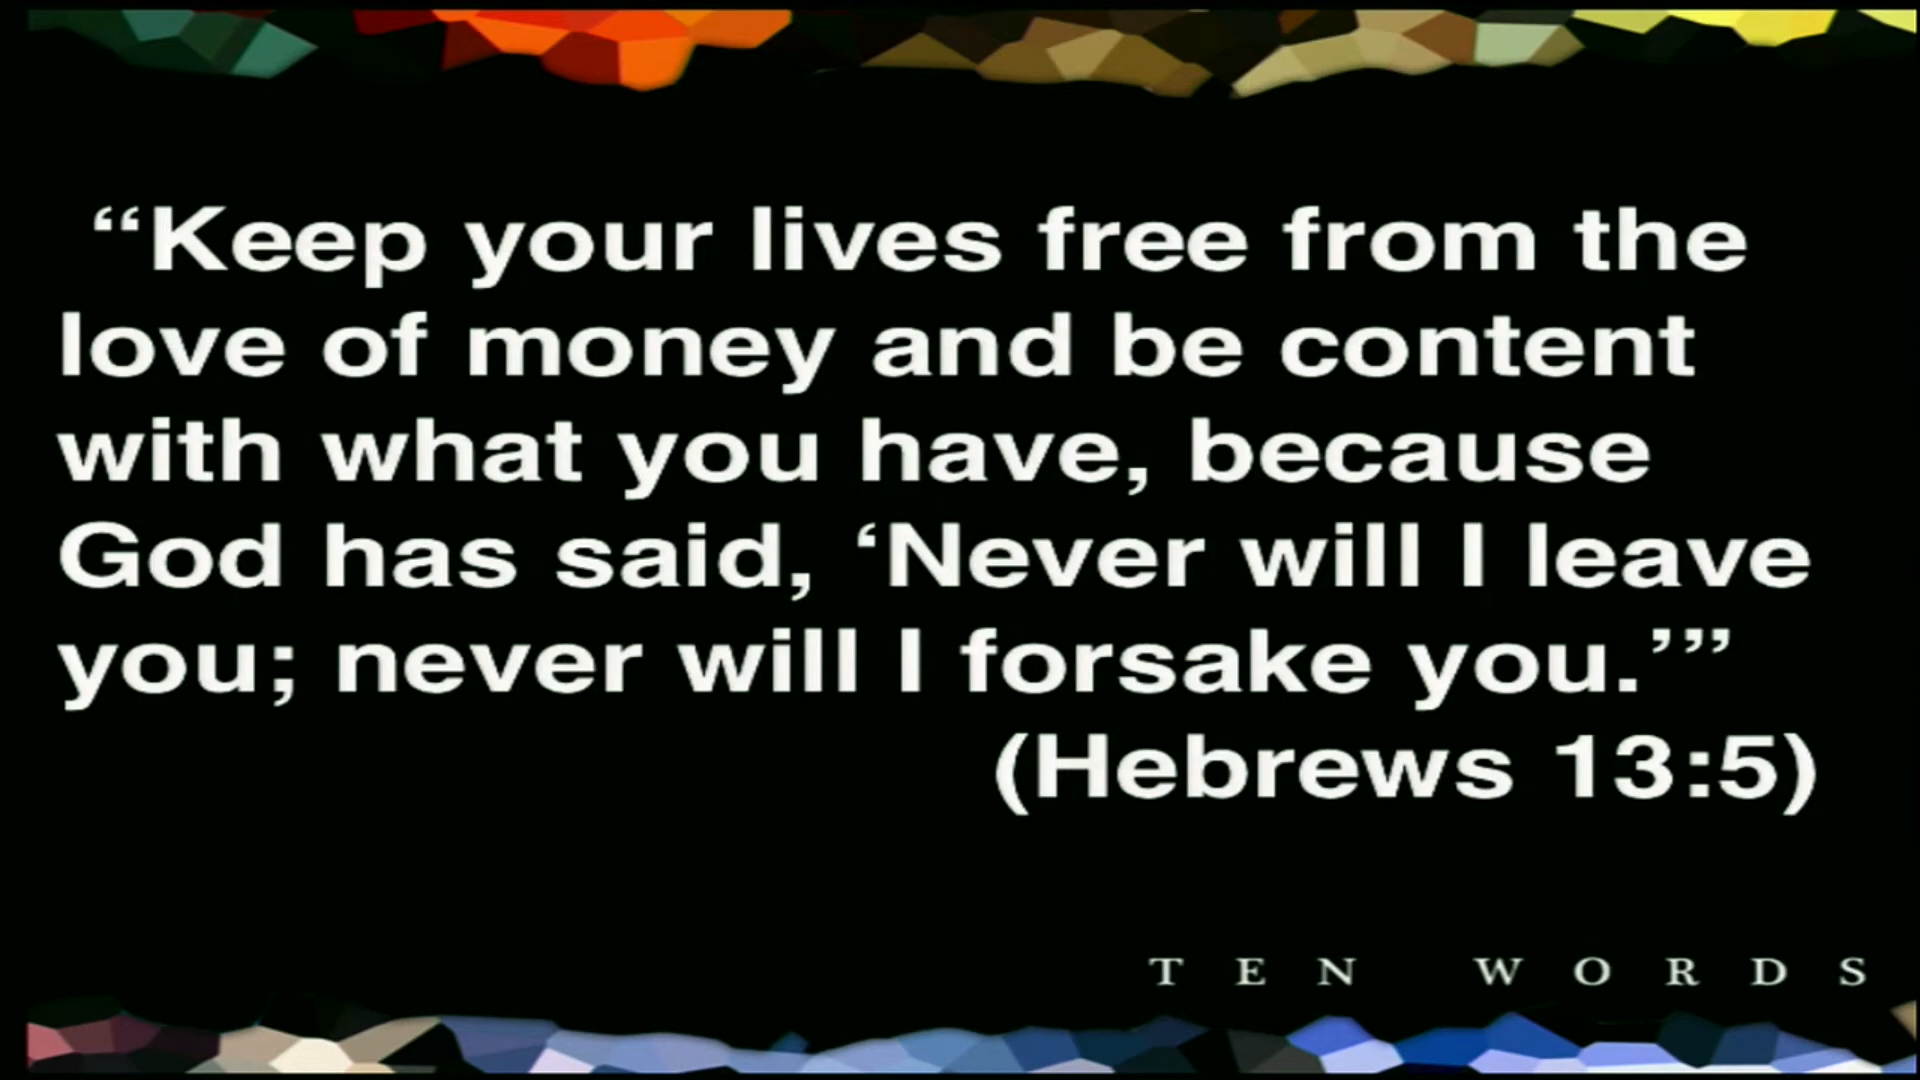 “Keep your lives free from the
love of money and be content
with what you have, because
God has said, ‘Never will I leave
you; never will I forsake you.’”
(Hebrews 13:5)
TEN WORDS